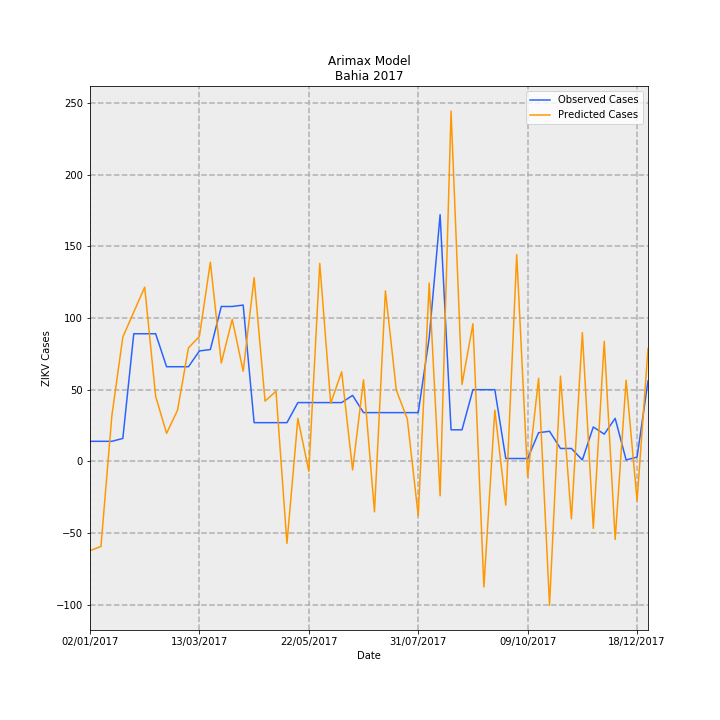 Arimax Model
Bahia 2017
Observed Cases
Predicted Cases
250
200
150
100
50
0
−50
−100
ZIKV Cases
02/01/2017 13/03/2017 22/05/2017 31/07/2017 09/10/2017 18/12/2017
Date